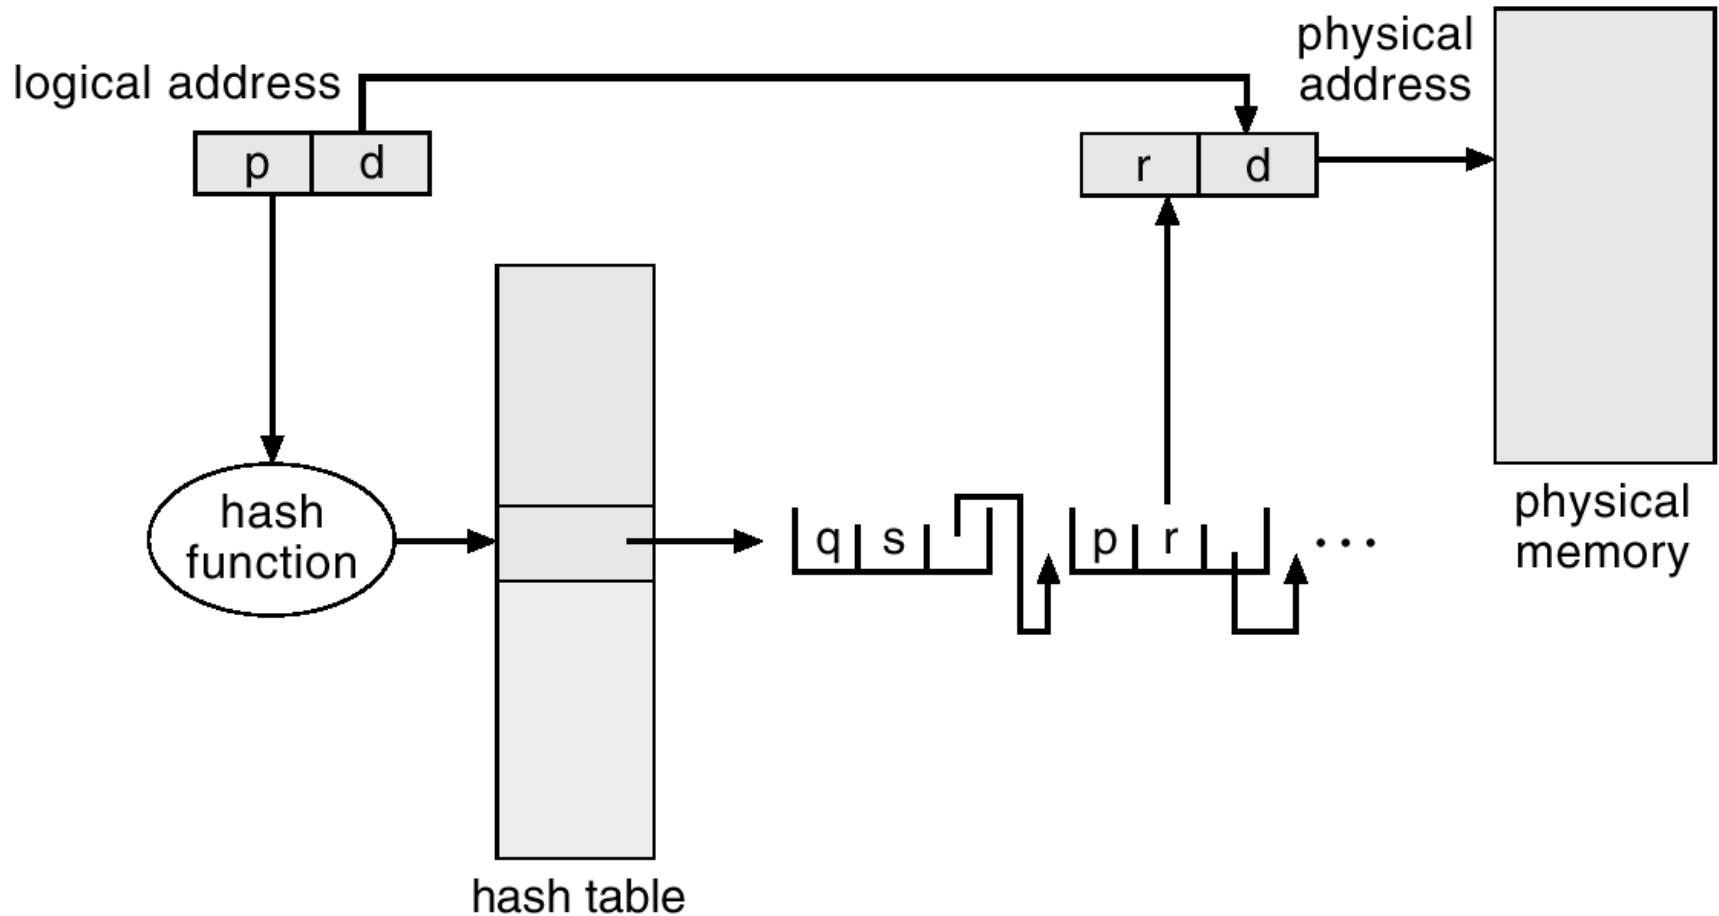 physical
address
logical address
p d
r d
hash
function
q s
p r ...
physical
memory
hash table